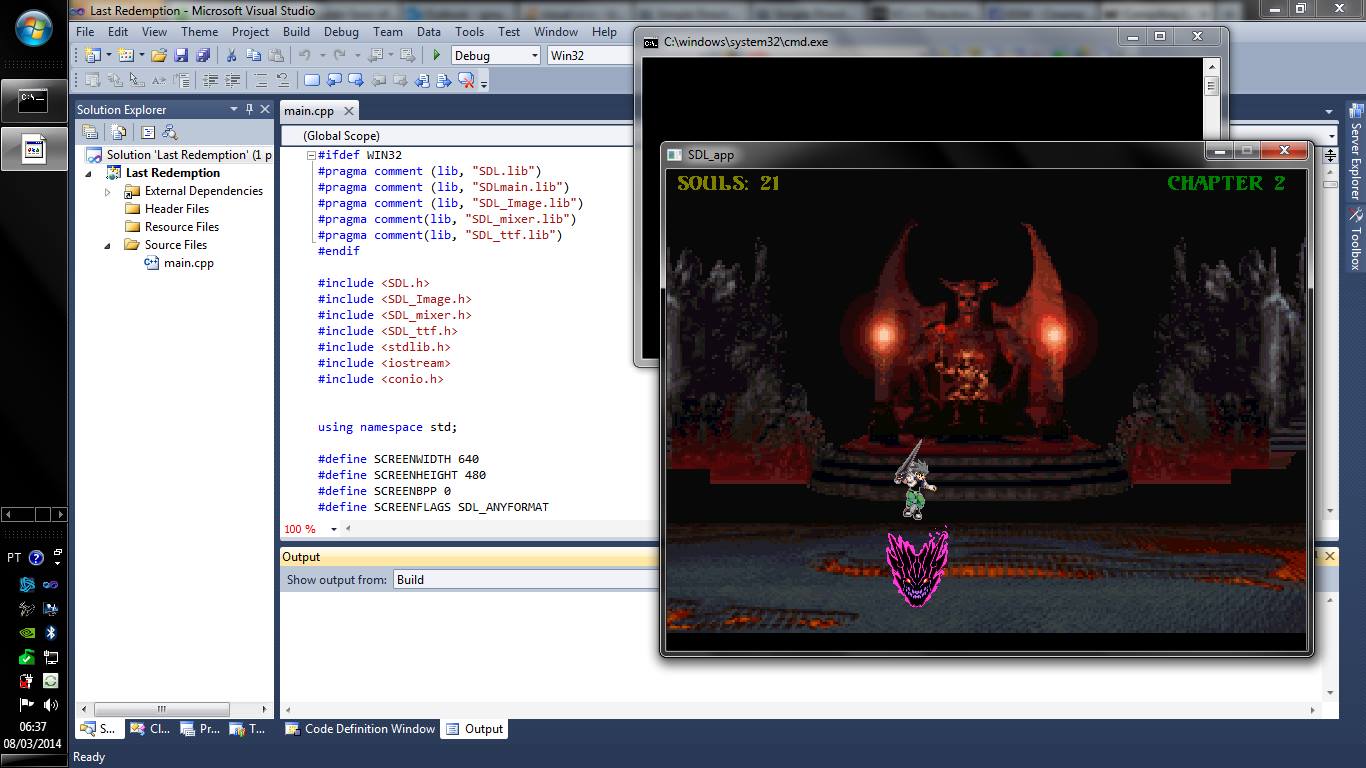 Last Redemption - Microsoft Visual Studio
File Edit View Theme Project Build Debug Team Data Tools Test Window Help
Debug Win32
Solution Explorer
Solution 'Last Redemption' (1 p
Last Redemption
External Dependencies
Header Files
Resource Files
Source Files
main.cpp
S... Cl... Pr... T...
main.cpp
(Global Scope)
#ifdef WIN32
#pragma comment (lib, "SDL.lib")
#pragma comment (lib, "SDLmain.lib")
#pragma comment (lib, "SDL_Image.lib")
#pragma comment(lib, "SDL_mixer.lib")
#pragma comment(lib, "SDL_ttf.lib")
#endif
#include <SDL.h>
#include <SDL_Image.h>
#include <SDL_mixer.h>
#include <SDL_ttf.h>
#include <stdlib.h>
#include <iostream>
#include <conio.h>
using namespace std;
#define SCREENWIDTH 640
#define SCREENHEIGHT 480
#define SCREENBPP 0
#define SCREENFLAGS SDL_ANYFORMAT
100 %
Output
Show output from: Build
Code Definition Window Output
Ready
C:\windows\system32\cmd.exe
SDL_app
SOULS: 21 CHAPTER 2
Server Explorer
Toolbox
C:\
PT
06:37
08/03/2014